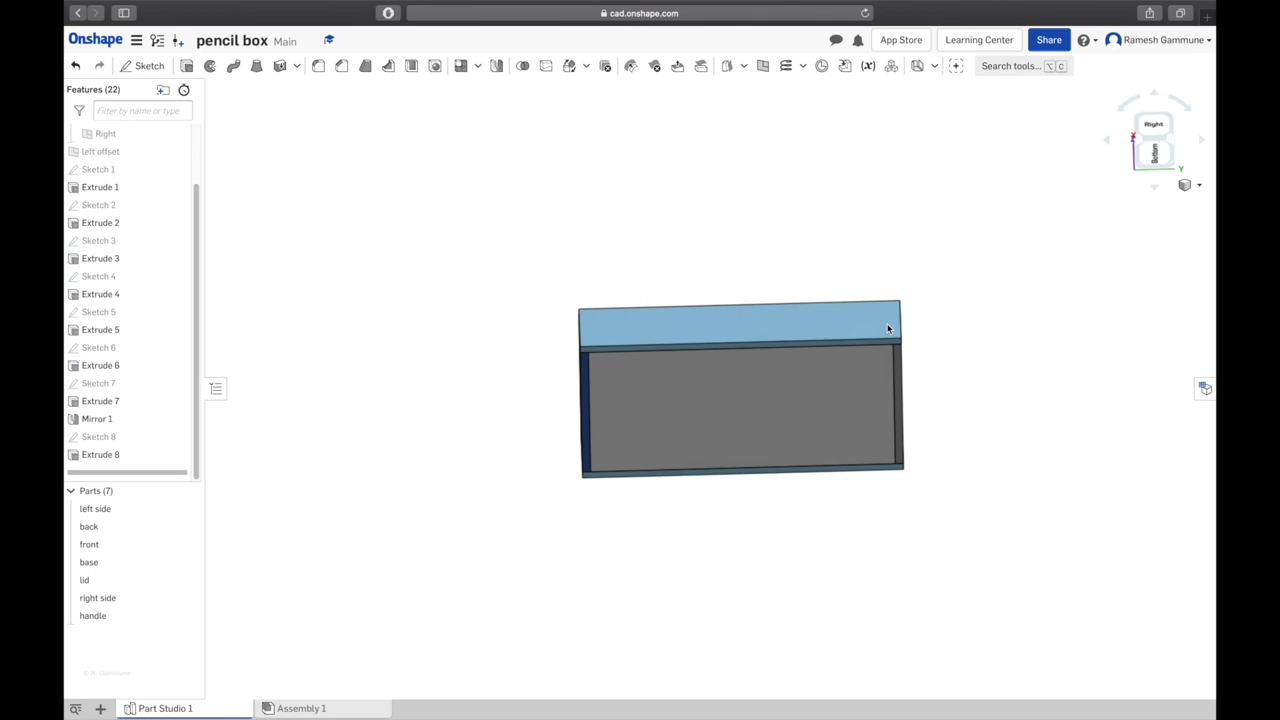 cad.onshape.com
Onshape
pencil box Main
App Store
Learning Center
Share
Ramesh Gammune
Sketch
Search tools...
⌥ C
Features (22)
Filter by name or type
Right
left offset
Sketch 1
Extrude 1
Sketch 2
Extrude 2
Sketch 3
Extrude 3
Sketch 4
Extrude 4
Sketch 5
Extrude 5
Sketch 6
Extrude 6
Sketch 7
Extrude 7
Mirror 1
Sketch 8
Extrude 8
Parts (7)
left side
back
front
base
lid
right side
handle
© R. Gammune
Right
Bottom
Z
Y
Part Studio 1
Assembly 1